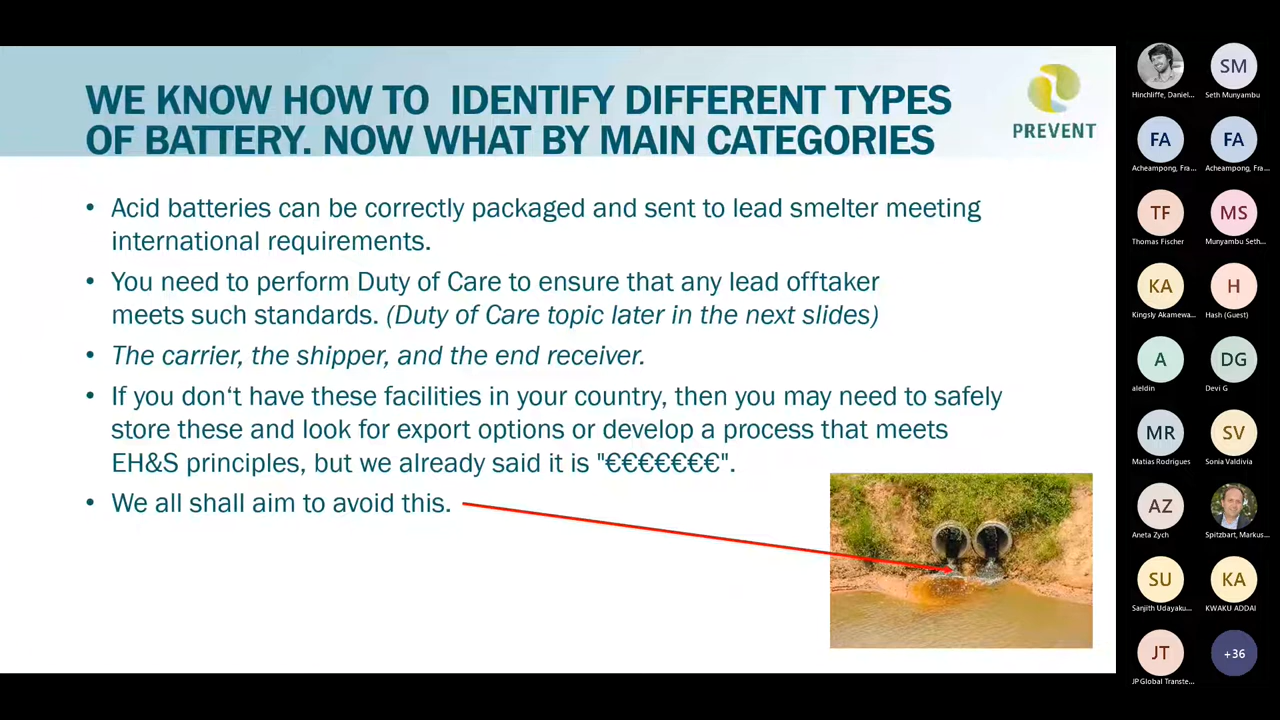 WE KNOW HOW TO IDENTIFY DIFFERENT TYPES
OF BATTERY. NOW WHAT BY MAIN CATEGORIES
PREVENT
• Acid batteries can be correctly packaged and sent to lead smelter meeting
international requirements.
• You need to perform Duty of Care to ensure that any lead offtaker
meets such standards. (Duty of Care topic later in the next slides)
• The carrier, the shipper, and the end receiver.
• If you don‘t have these facilities in your country, then you may need to safely
store these and look for export options or develop a process that meets
EH&S principles, but we already said it is "€€€€€€€".
• We all shall aim to avoid this.
Hinchliffe, Daniel...
SM
Seth Munyambu
FA
Acheampong, Fra...
FA
Acheampong, Fra...
TF
Thomas Fischer
MS
Munyambu Seth...
KA
Kingsly Akamewa...
H
Hash (Guest)
A
aleldin
DG
Devi G
MR
Matias Rodrigues
SV
Sonia Valdivia
AZ
Aneta Zych
Spitzbart, Markus...
SU
Sanjith Udayaku...
KA
KWAKU ADDAI
JT
JP Global Transte...
+36